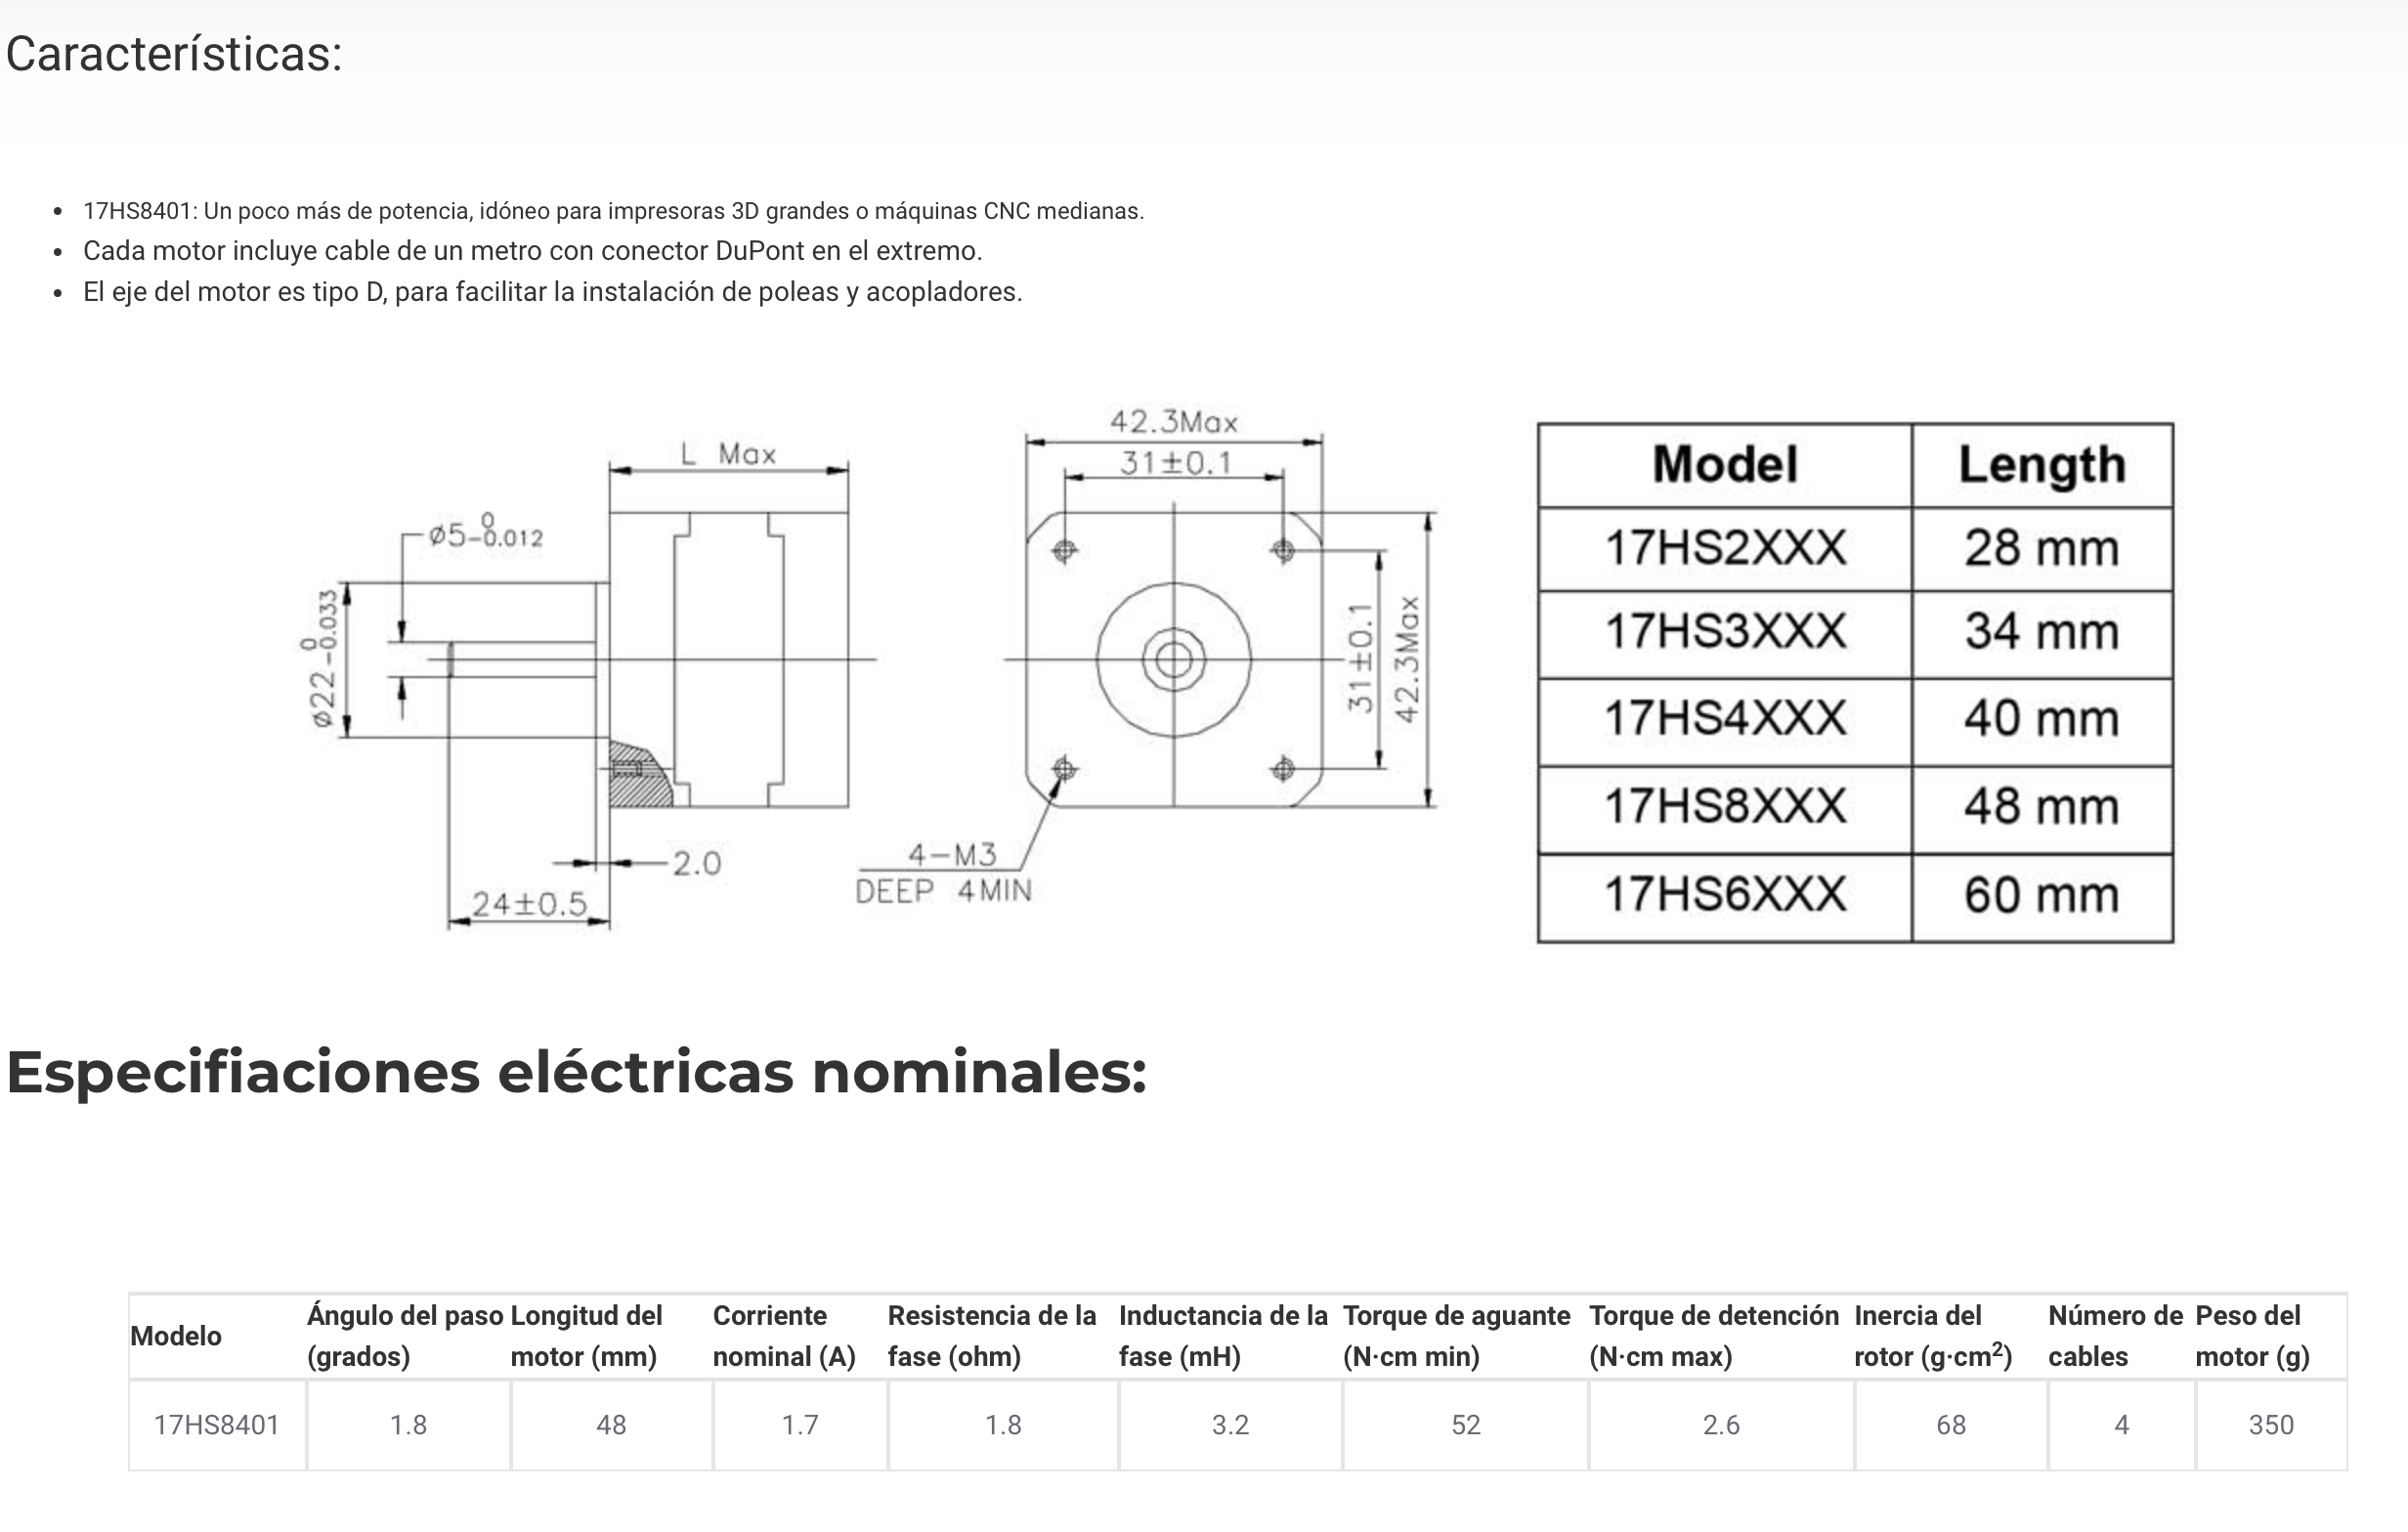 Características:
17HS8401: Un poco más de potencia, idóneo para impresoras 3D grandes o máquinas CNC medianas.
Cada motor incluye cable de un metro con conector DuPont en el extremo.
El eje del motor es tipo D, para facilitar la instalación de poleas y acopladores.
L Max
ø5 0 -0.012
ø22 0 -0.033
2.0
24±0.5
42.3Max
31±0.1
31±0.1
42.3Max
4-M3
DEEP 4MIN
Model Length
17HS2XXX 28 mm
17HS3XXX 34 mm
17HS4XXX 40 mm
17HS8XXX 48 mm
17HS6XXX 60 mm
Especifiaciones eléctricas nominales:
Modelo Ángulo del paso (grados) Longitud del motor (mm) Corriente nominal (A) Resistencia de la fase (ohm) Inductancia de la fase (mH) Torque de aguante (N·cm min) Torque de detención (N·cm max) Inercia del rotor (g·cm²) Número de cables Peso del motor (g)
17HS8401 1.8 48 1.7 1.8 3.2 52 2.6 68 4 350